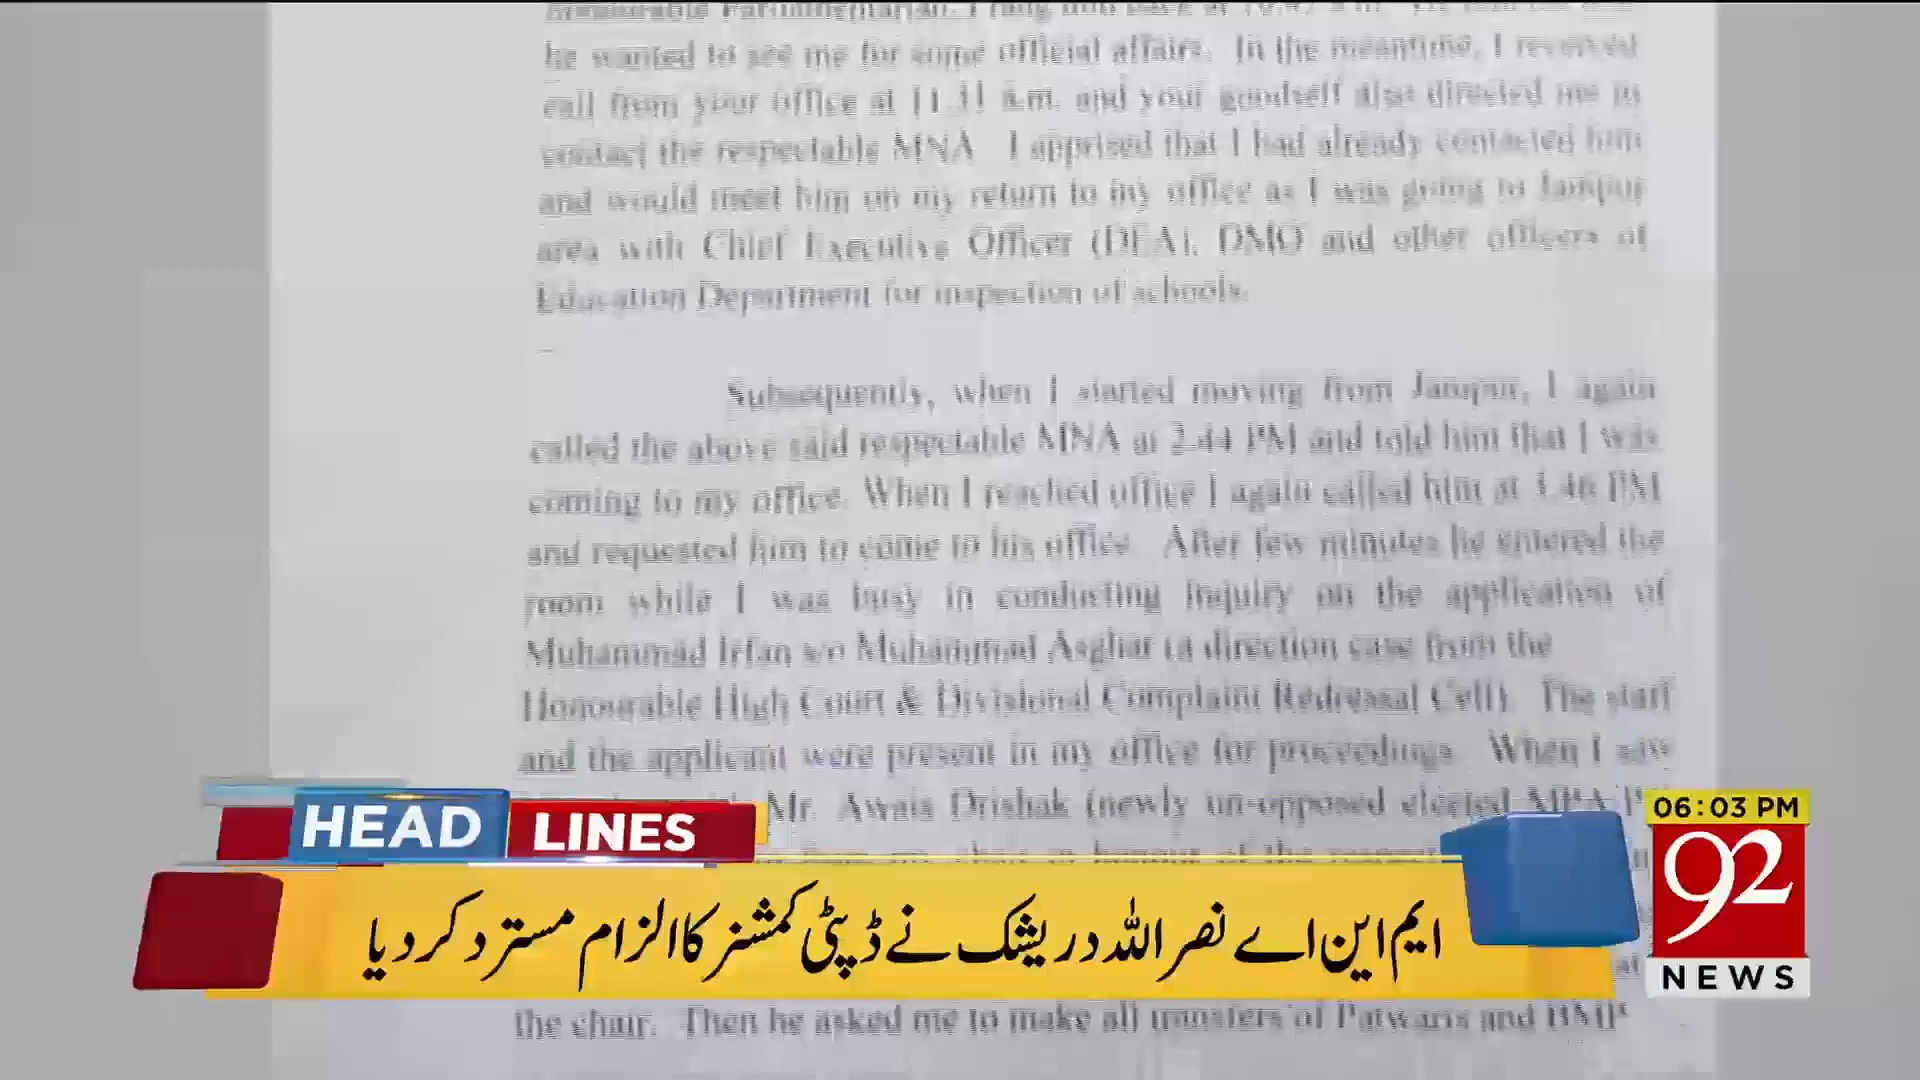 he wanted to see me for some official affairs. In the meantime, I received
call from your office at 11.31 a.m. and your goodself also directed me to
contact the respectable MNA. I apprised that I had already contacted him
and would meet him on my return to my office as I was going to Jampur
area with Chief Executive Officer (DEA), DMO and other officers of
Education Department for inspection of schools.
Subsequently, when I started moving from Jampur, I again
called the above said respectable MNA at 2.44 PM and told him that I was
coming to my office. When I reached office I again called him at 3.46 PM
and requested him to come to his office. After few minutes he entered the
room while I was busy in conducting inquiry on the application of
Muhammad Irfan s/o Muhammad Asghar (a direction case from the
Honourable High Court & Divisional Complaint Redressal Cell). The staff
and the applicant were present in my office for proceedings. When I saw
Mr. Awais Drishak (newly un-opposed elected MPA
HEAD LINES
06:03 PM
92
NEWS
ایم این اے نصر اللہ دریشک نے ڈپٹی کمشنر کا الزام مسترد کردیا
the chair. Then he asked me to make all transfers of Patwaris and